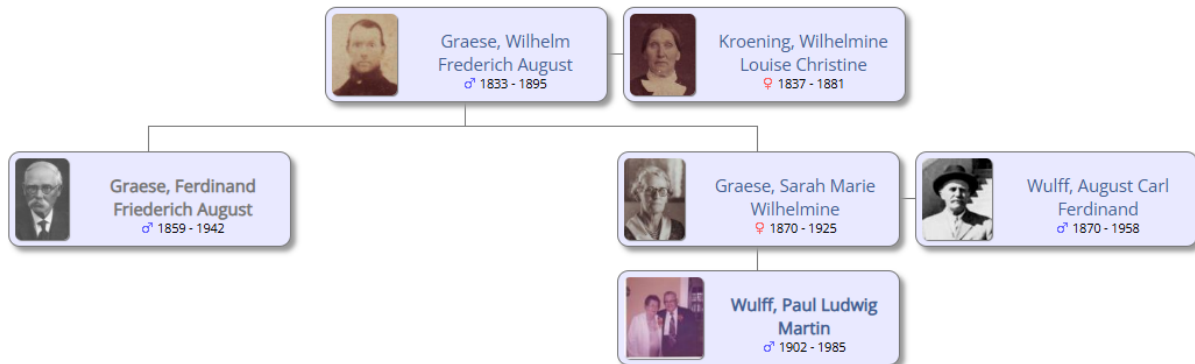 Graese, Wilhelm
Frederich August
♂ 1833 - 1895
Kroening, Wilhelmine
Louise Christine
♀ 1837 - 1881
Graese, Ferdinand
Friederich August
♂ 1859 - 1942
Graese, Sarah Marie
Wilhelmine
♀ 1870 - 1925
Wulff, August Carl
Ferdinand
♂ 1870 - 1958
Wulff, Paul Ludwig
Martin
♂ 1902 - 1985